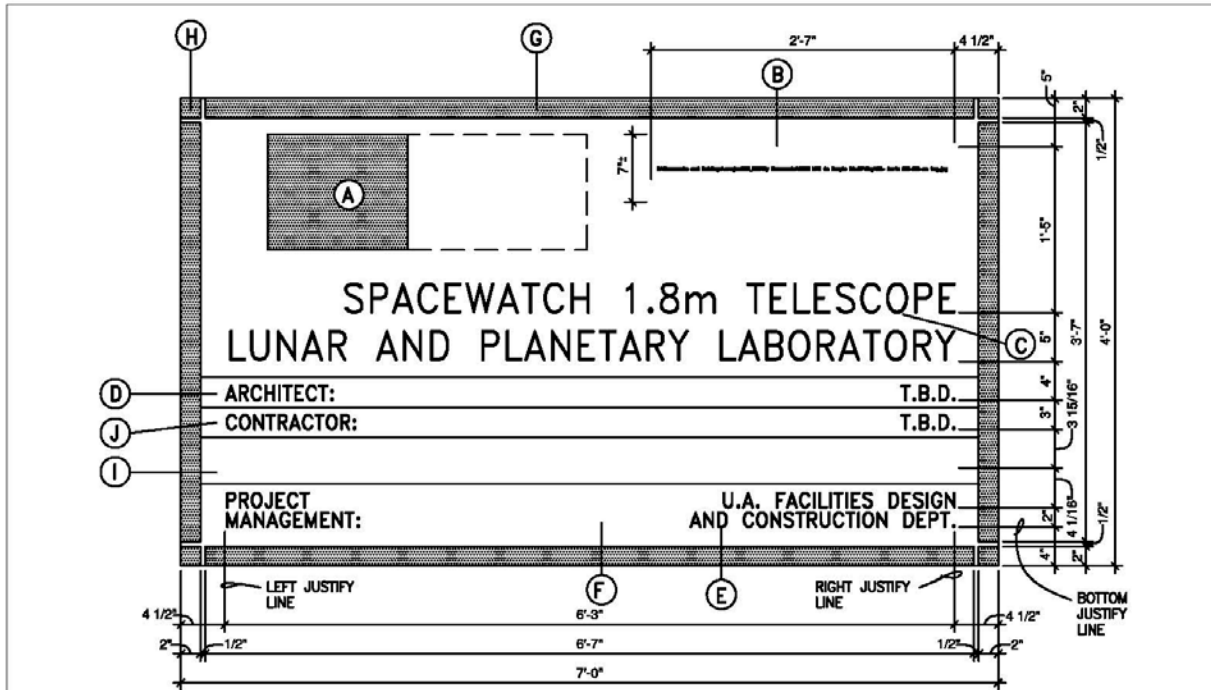 H
G
2'-7"
4 1/2"
B
5"
2"
1/2"
A
7"±
1'-5"
SPACEWATCH 1.8m TELESCOPE
LUNAR AND PLANETARY LABORATORY
C
5"
3'-7"
4'-0"
D
ARCHITECT:
T.B.D.
4"
J
CONTRACTOR:
T.B.D.
3"
3 15/16"
I
PROJECT
MANAGEMENT:
U.A. FACILITIES DESIGN
AND CONSTRUCTION DEPT.
4 1/16"
2"
1/2"
4"
2"
LEFT JUSTIFY
LINE
F
E
RIGHT JUSTIFY
LINE
BOTTOM
JUSTIFY
LINE
4 1/2"
6'-3"
4 1/2"
2"
1/2"
6'-7"
1/2"
2"
7'-0"